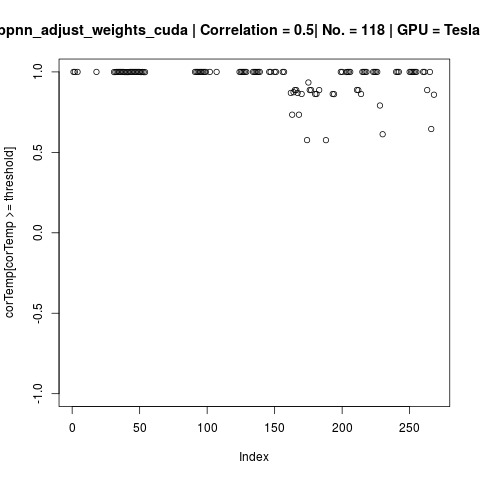 ppnn_adjust_weights_cuda | Correlation = 0.5| No. = 118 | GPU = Tesla
corTemp[corTemp >= threshold]
1.0
0.5
0.0
-0.5
-1.0
0 50 100 150 200 250
Index